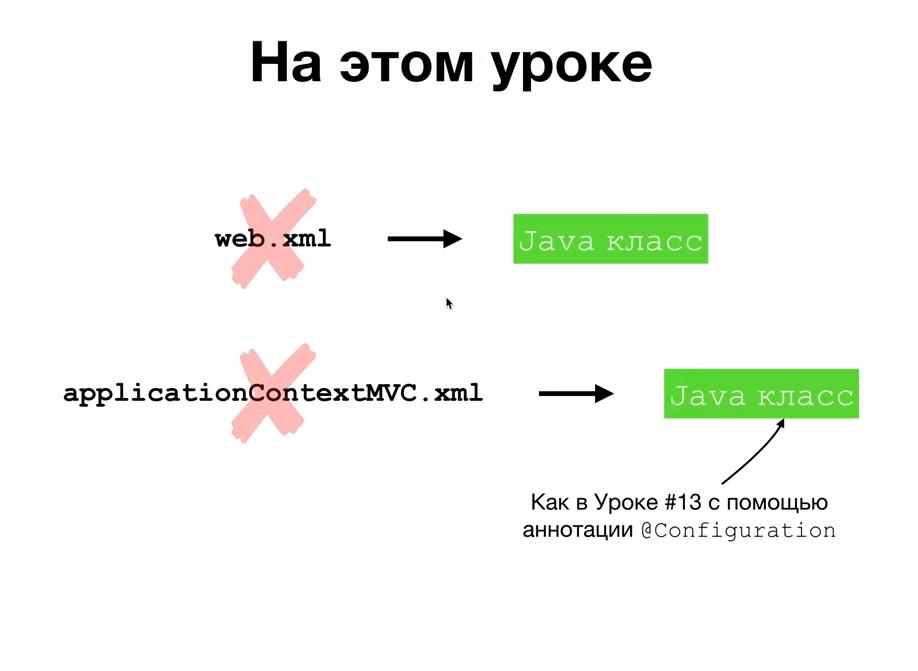 На этом уроке
web.xml
Java класс
applicationContextMVC.xml
Java класс
Как в Уроке #13 с помощью
аннотации @Configuration